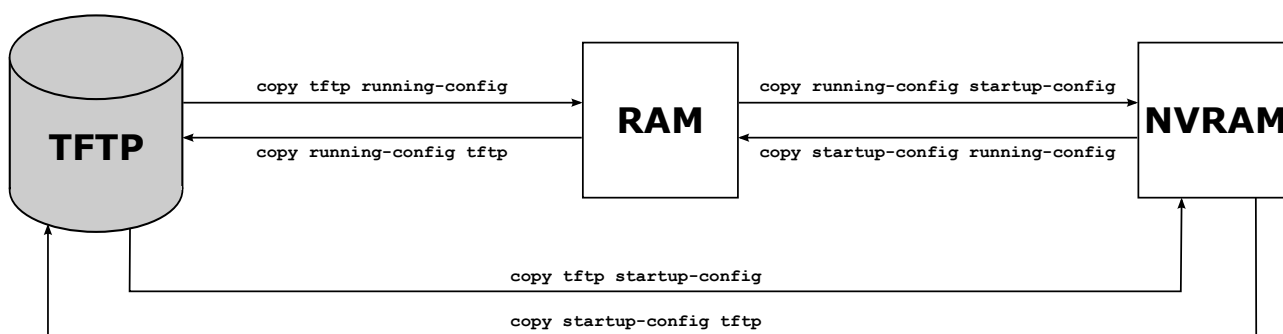 copy tftp running-config
copy running-config startup-config
TFTP
RAM
NVRAM
copy running-config tftp
copy startup-config running-config
copy tftp startup-config
copy startup-config tftp